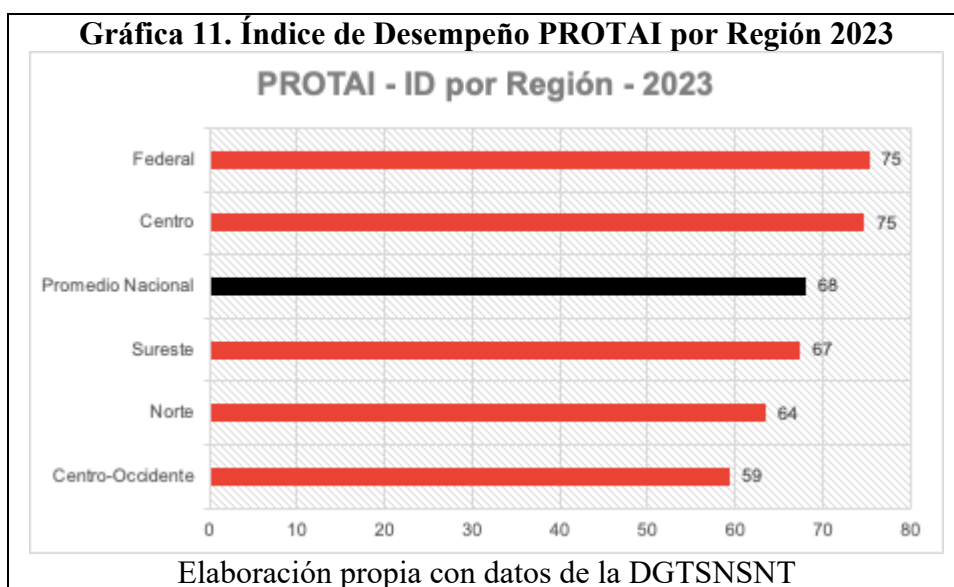 Gráfica 11. Índice de Desempeño PROTAI por Región 2023
PROTAI - ID por Región - 2023
Federal 75
Centro 75
Promedio Nacional 68
Sureste 67
Norte 64
Centro-Occidente 59
0 10 20 30 40 50 60 70 80
Elaboración propia con datos de la DGTSNSNT